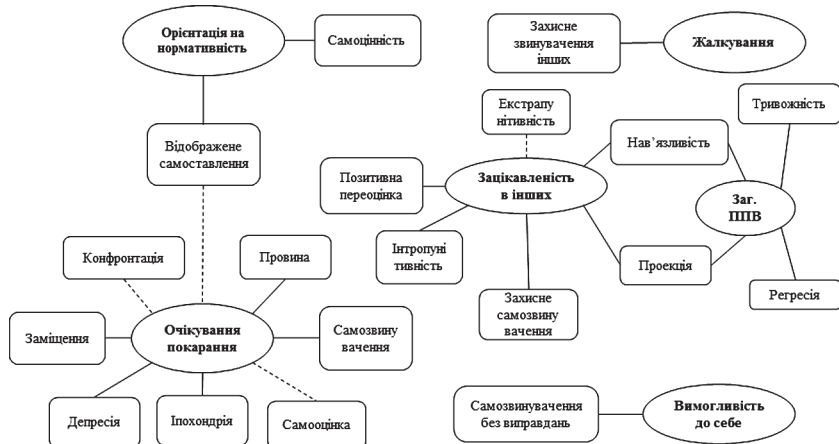 Орієнтація на
нормативність
Самоцінність
Захисне
звинувачення
інших
Жалкування
Екстрапу
нітивність
Тривожність
Відображене
самоставлення
Нав’язливість
Позитивна
переоцінка
Зацікавленість
в інших
Заг.
ППВ
Інтропуні
тивність
Конфронтація
Провина
Проекція
Регресія
Захисне
самозвину
вачення
Заміщення
Очікування
покарання
Самозвину
вачення
Депресія
Іпохондрія
Самооцінка
Самозвинувачення
без виправдань
Вимогливість
до себе